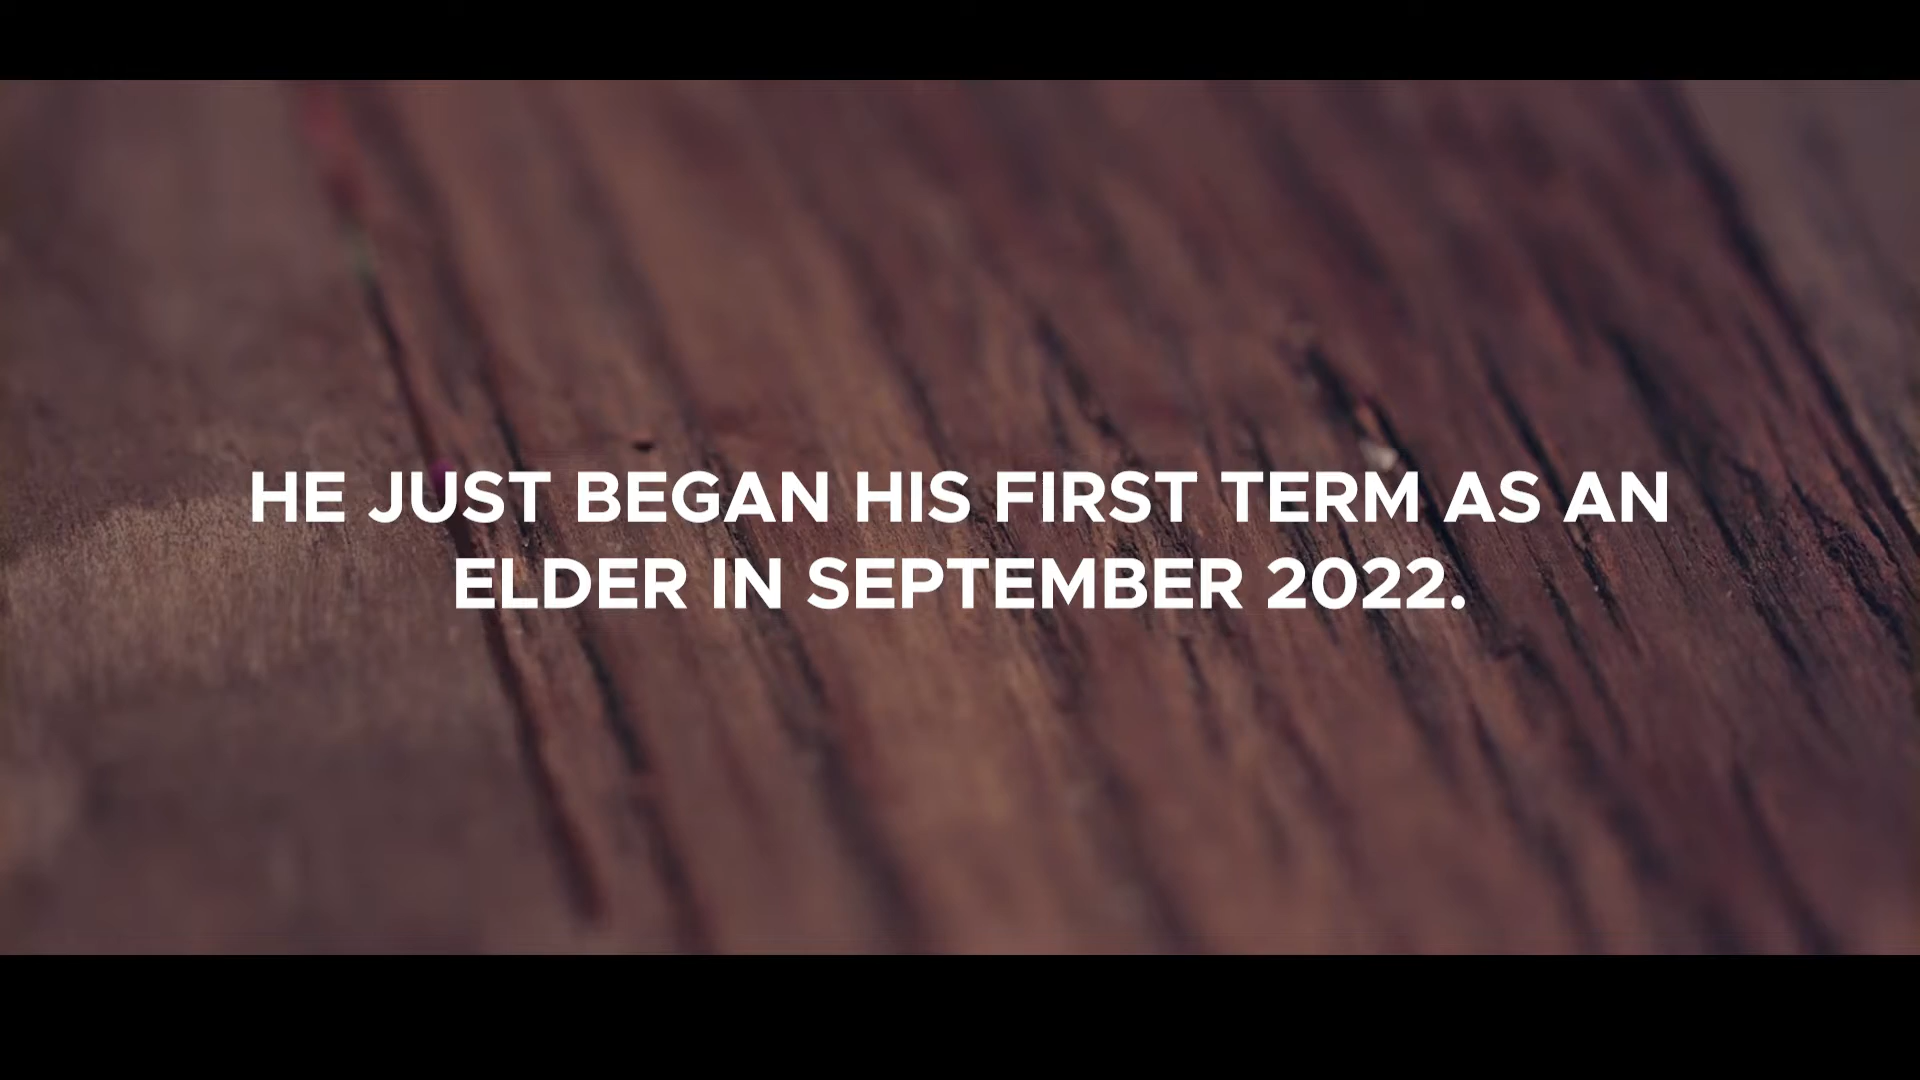 HE JUST BEGAN HIS FIRST TERM AS AN
ELDER IN SEPTEMBER 2022.